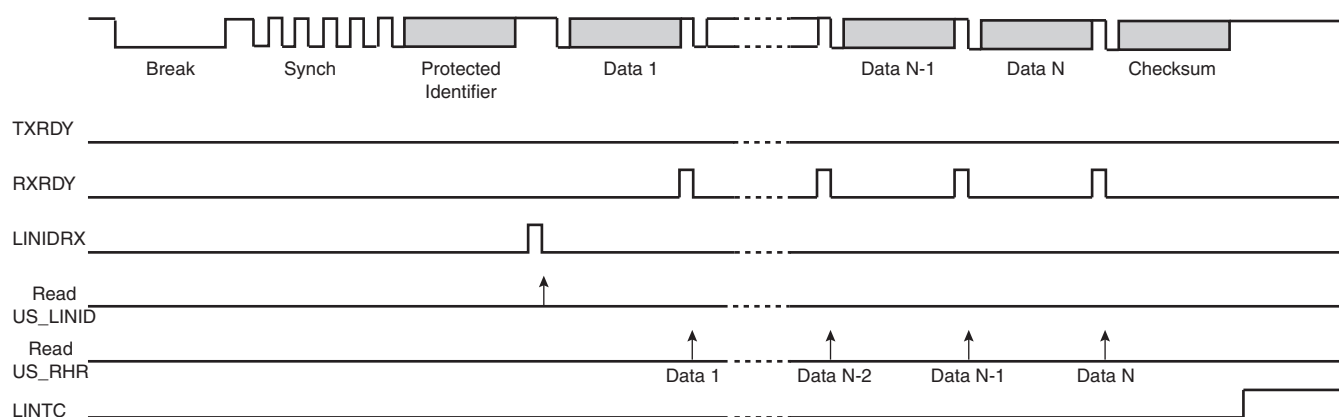 Break
Synch
Protected
Identifier
Data 1
Data N-1
Data N
Checksum
TXRDY
RXRDY
LINIDRX
Read
US_LINID
Read
US_RHR
Data 1
Data N-2
Data N-1
Data N
LINTC